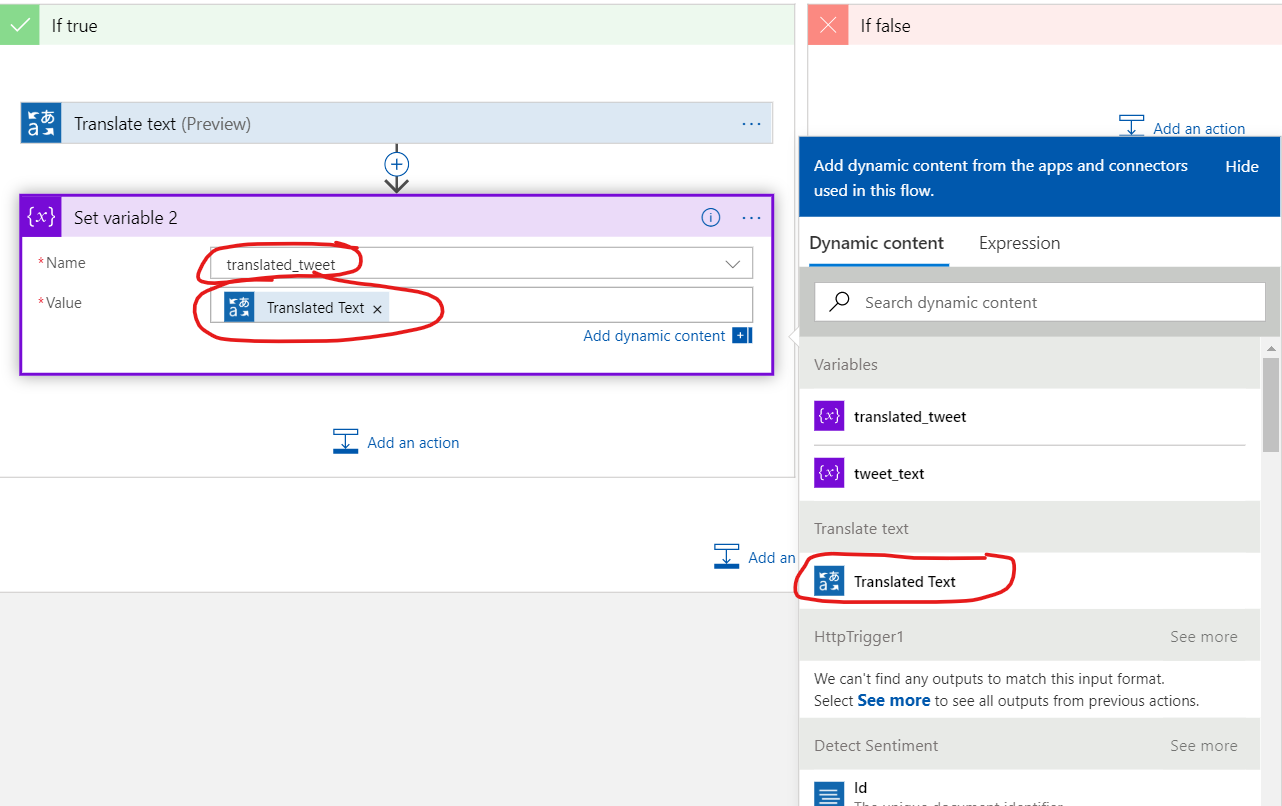 If true
Translate text (Preview)
Set variable 2
*Name
translated_tweet
*Value
Translated Text ×
Add dynamic content
Add an action
Add an
If false
Add an action
Add dynamic content from the apps and connectors
used in this flow.
Hide
Dynamic content
Expression
Search dynamic content
Variables
{x} translated_tweet
{x} tweet_text
Translate text
Translated Text
HttpTrigger1 See more
We can't find any outputs to match this input format.
Select See more to see all outputs from previous actions.
Detect Sentiment See more
Id
The unique document identifier